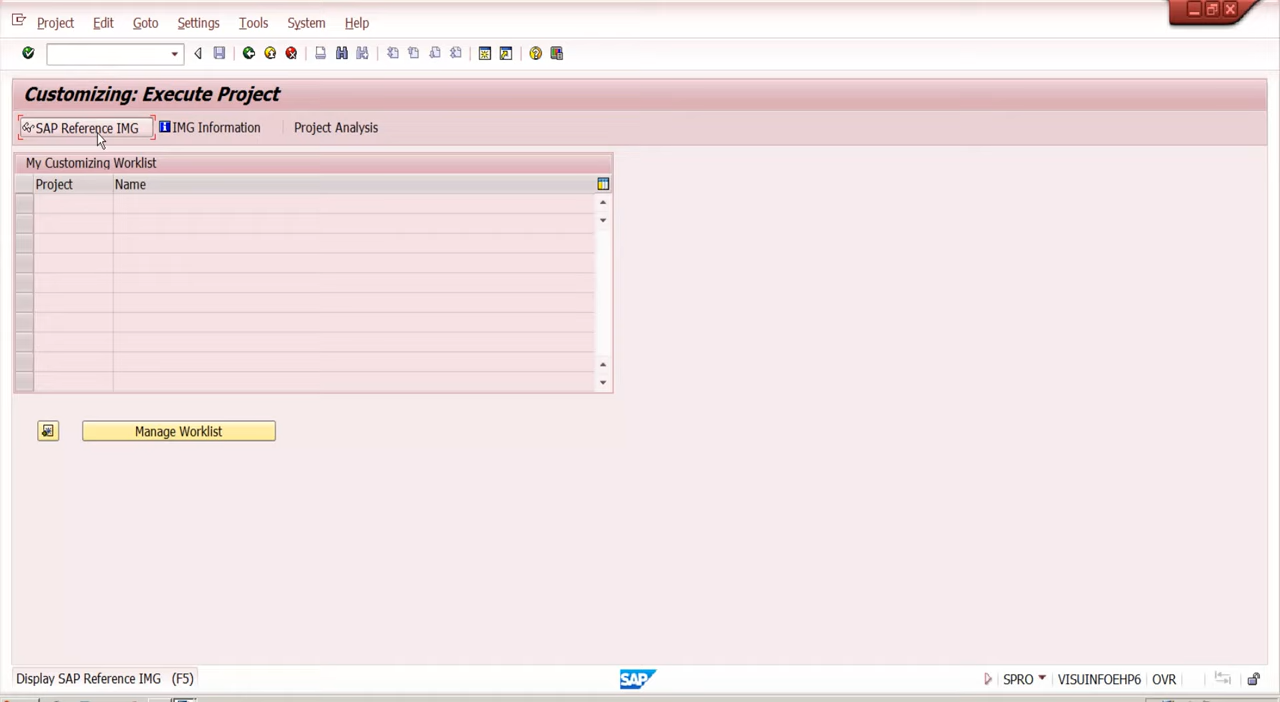 Project Edit Goto Settings Tools System Help
Customizing: Execute Project
SAP Reference IMG IMG Information Project Analysis
My Customizing Worklist
Project Name
Manage Worklist
Display SAP Reference IMG (F5) SAP SPRO VISUINFOEHP6 OVR